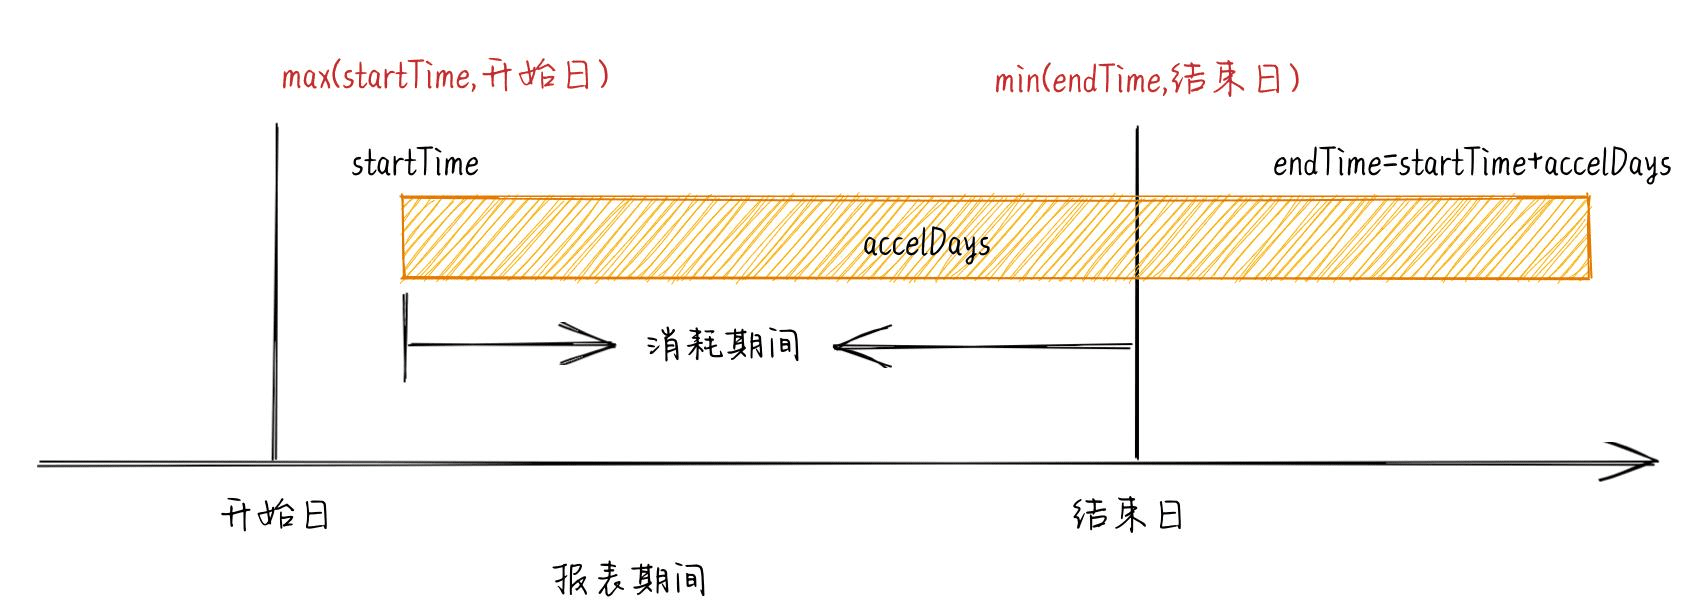 max(startTime,开始日)
min(endTime,结束日)
startTime
endTime=startTime+accelDays
accelDays
消耗期间
开始日
结束日
报表期间